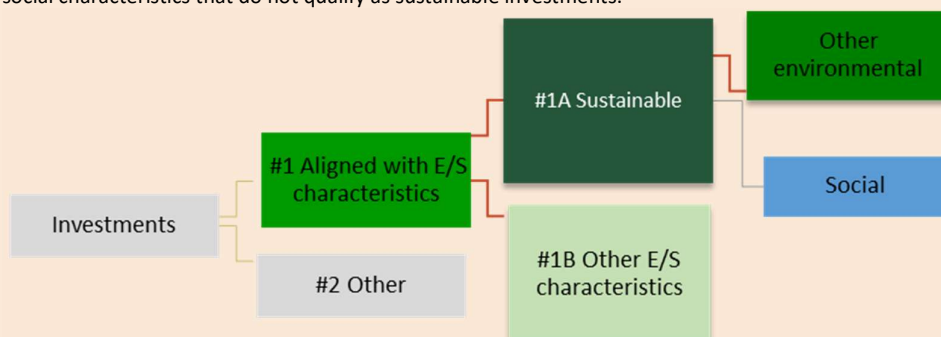 social characteristics that do not qualify as sustainable investments.
Other
environmental
#1A Sustainable
#1 Aligned with E/S
characteristics
Social
Investments
#1B Other E/S
characteristics
#2 Other